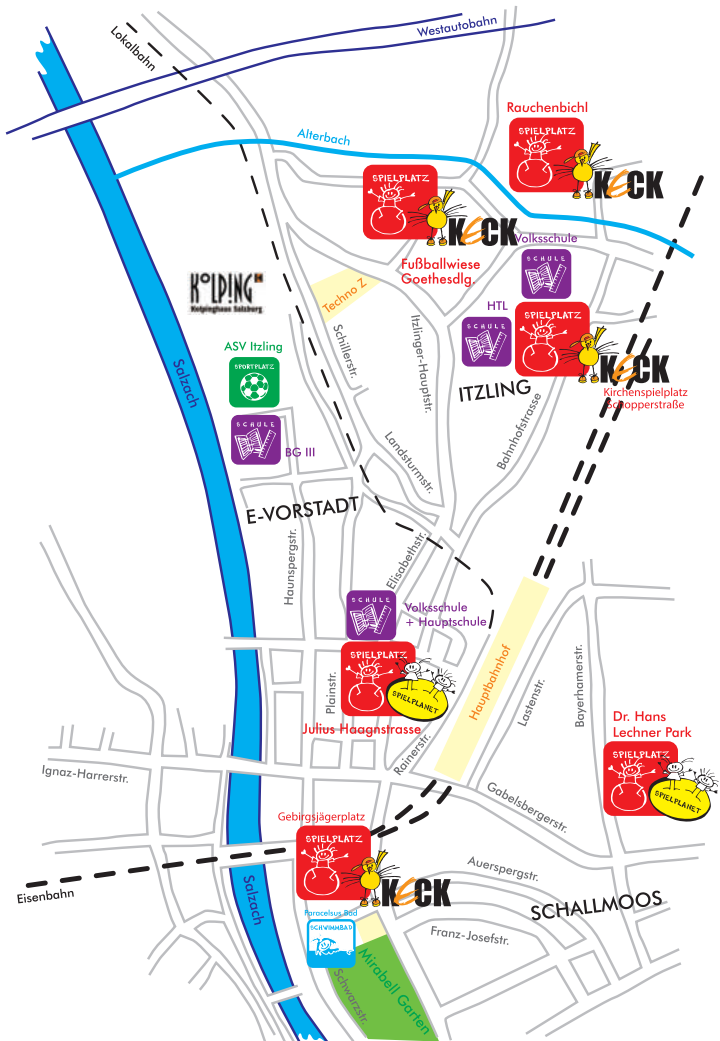 Westautobahn
Lokalbahn
Rauchenbichl
SPIELPLATZ
KECK
Alterbach
SPIELPLATZ
KECK
Fußballwiese
Goethesdlg.
Volksschule
SCHULE
HTL
SCHULE
SPIELPLATZ
KECK
Kirchenspielplatz
Schopperstraße
ITZLING
KOLPING
Kolpinghaus Salzburg
Techno Z
Schillerstr.
Itzlinger-Hauptstr.
Salzach
ASV Itzling
SPORTPLATZ
SCHULE
BG III
Landsturmstr.
Bahnhofstrasse
E-VORSTADT
Haunspergstr.
Elisabethstr.
SCHULE
Volksschule
+ Hauptschule
SPIELPLATZ
SPIELPLANET
Julius Haagnstrasse
Plainstr.
Rainerstr.
Hauptbahnhof
Lastenstr.
Bayerhamerstr.
Dr. Hans
Lechner Park
SPIELPLATZ
SPIELPLANET
Ignaz-Harrerstr.
Gabelsbergerstr.
Gebirgsjägerplatz
SPIELPLATZ
KECK
Auerspergstr.
Eisenbahn
Salzach
SCHALLMOOS
Paracelsus Bad
SCHWIMMBAD
Franz-Josefstr.
Schwarzstr.
Mirabell Garten